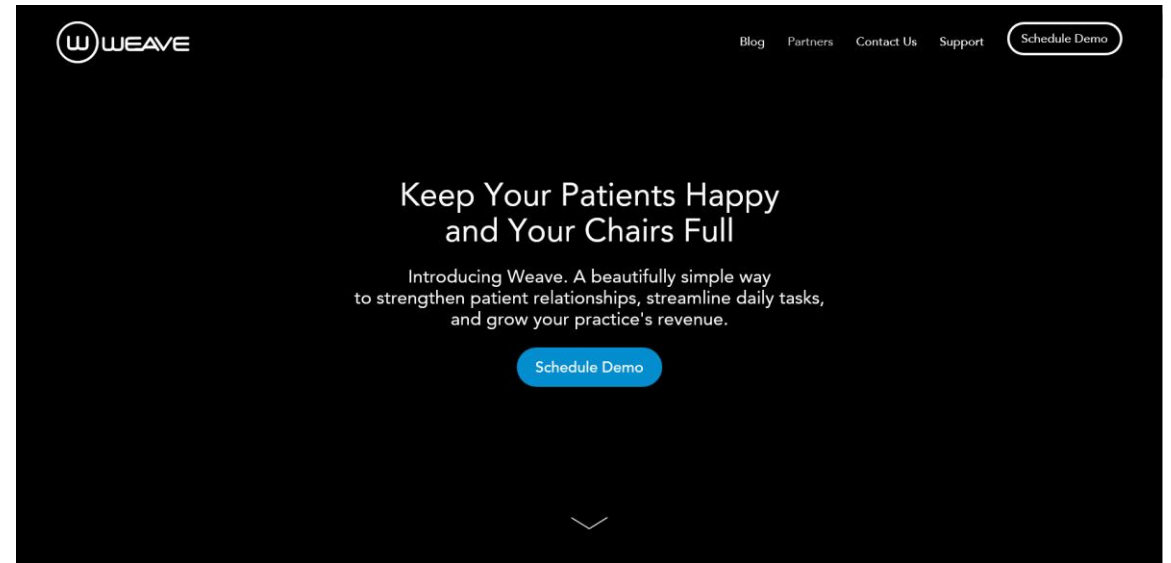 W WEAVE
Blog
Partners
Contact Us
Support
Schedule Demo
Keep Your Patients Happy
and Your Chairs Full
Introducing Weave. A beautifully simple way
to strengthen patient relationships, streamline daily tasks,
and grow your practice's revenue.
Schedule Demo